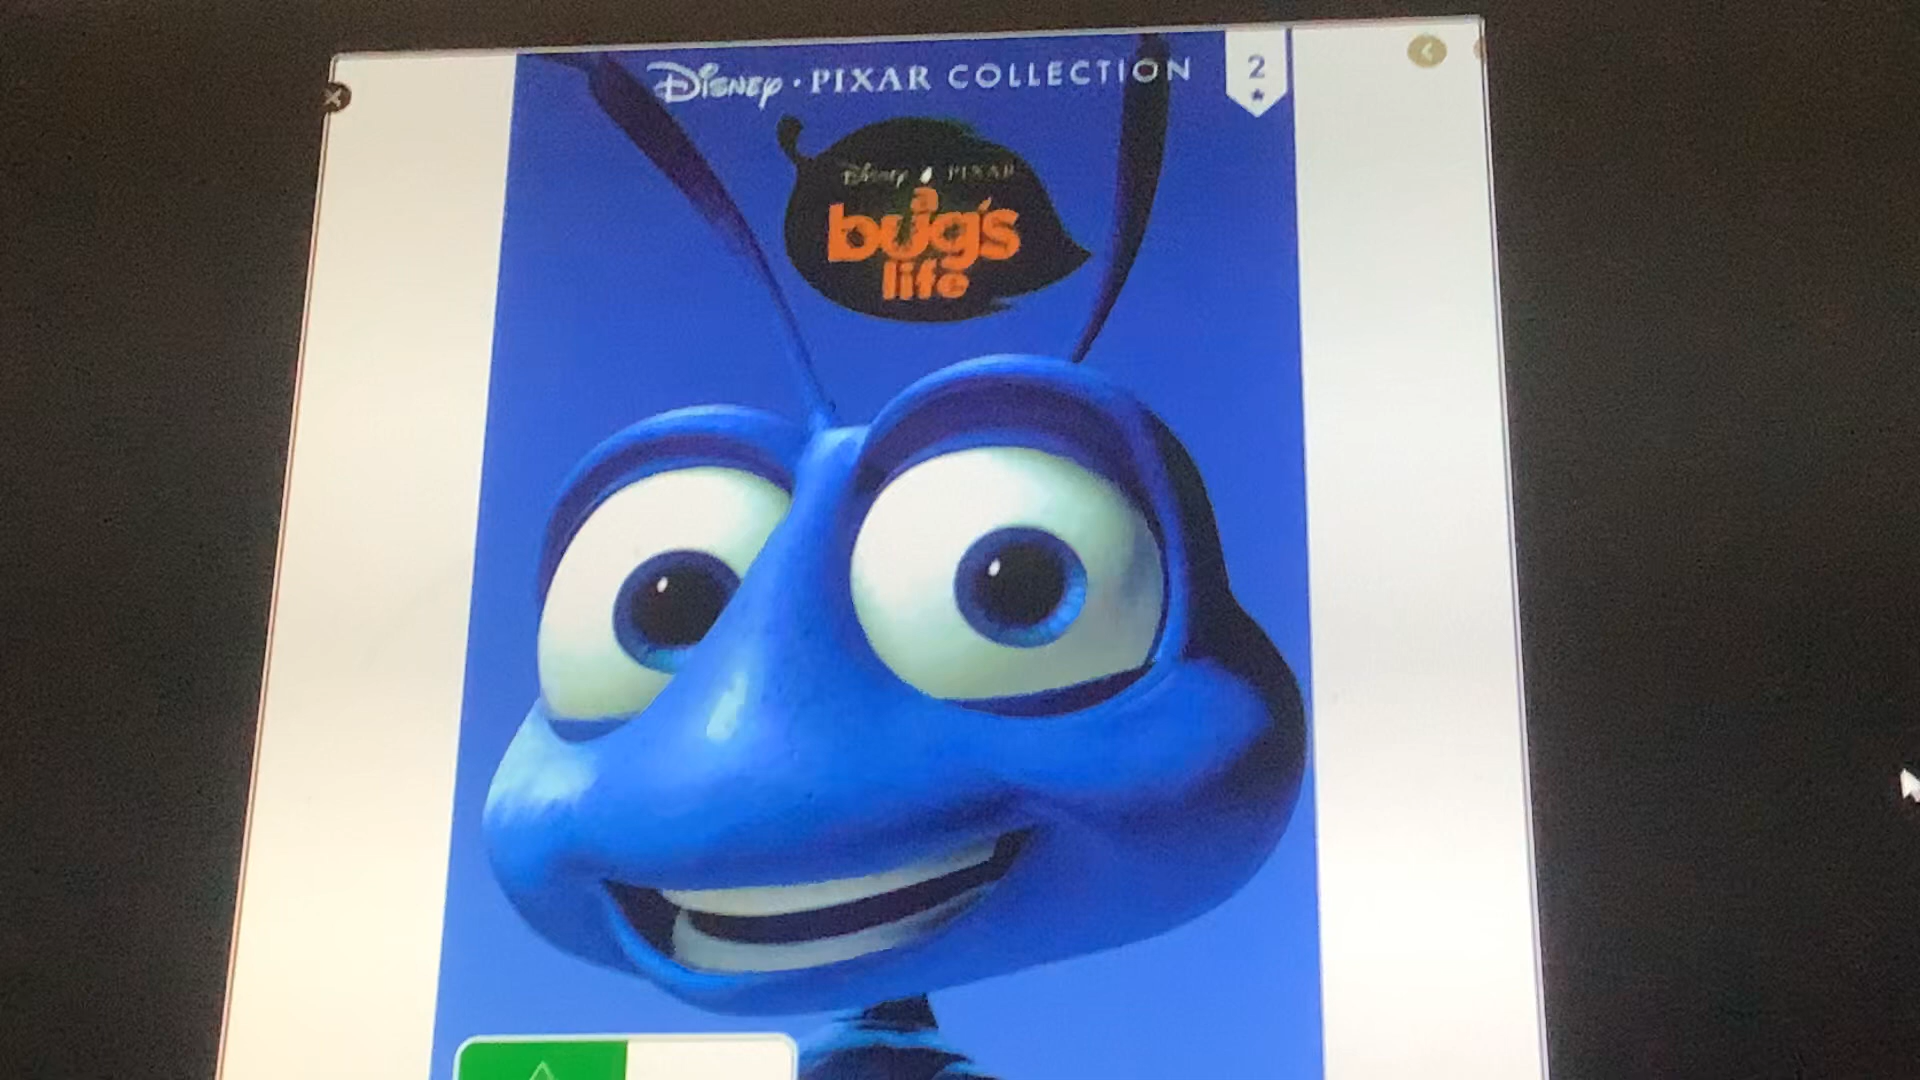 Disney · PIXAR COLLECTION
2
Disney PIXAR
a
bug's
life